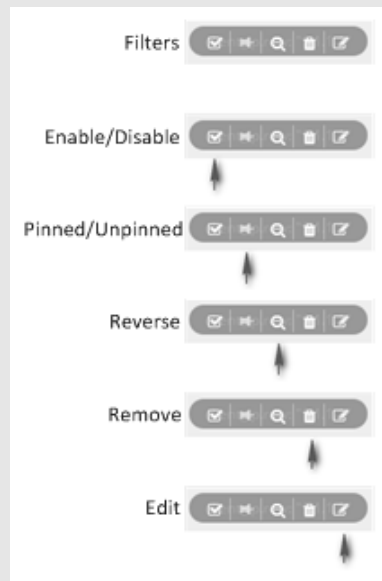 Filters
Enable/Disable
Pinned/Unpinned
Reverse
Remove
Edit